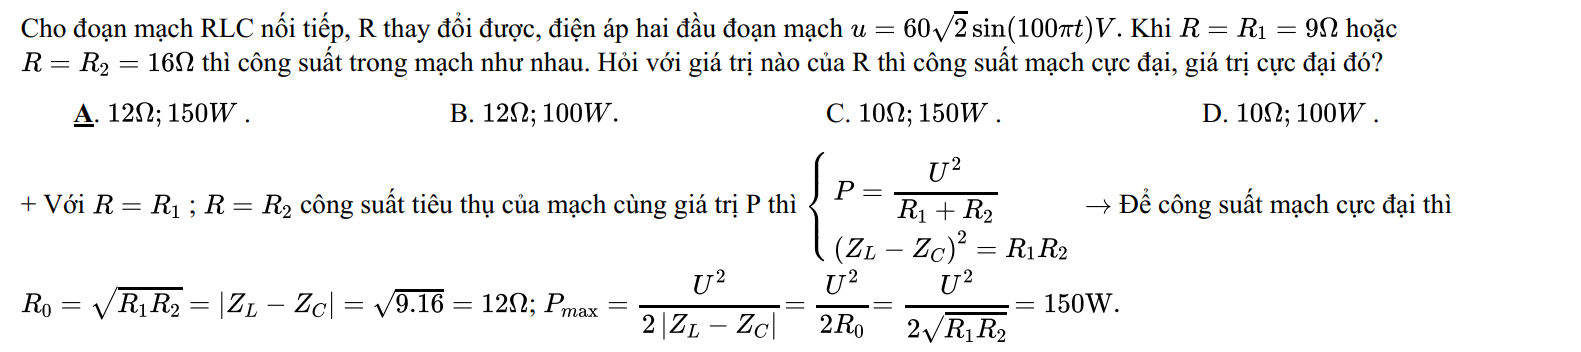 Cho đoạn mạch RLC nối tiếp, R thay đổi được, điện áp hai đầu đoạn mạch $u = 60\sqrt{2}\sin(100\pi t)V$. Khi $R = R_1 = 9\Omega$ hoặc
$R = R_2 = 16\Omega$ thì công suất trong mạch như nhau. Hỏi với giá trị nào của R thì công suất mạch cực đại, giá trị cực đại đó?
A. $12\Omega; 150W$ . B. $12\Omega; 100W$. C. $10\Omega; 150W$ . D. $10\Omega; 100W$ .
+ Với $R = R_1$ ; $R = R_2$ công suất tiêu thụ của mạch cùng giá trị P thì $\begin{cases} P = \dfrac{U^2}{R_1 + R_2} \\ (Z_L - Z_C)^2 = R_1R_2 \end{cases}$ → Để công suất mạch cực đại thì
$R_0 = \sqrt{R_1R_2} = |Z_L - Z_C| = \sqrt{9.16} = 12\Omega$; $P_{max} = \dfrac{U^2}{2|Z_L - Z_C|} = \dfrac{U^2}{2R_0} = \dfrac{U^2}{2\sqrt{R_1R_2}} = 150$W.